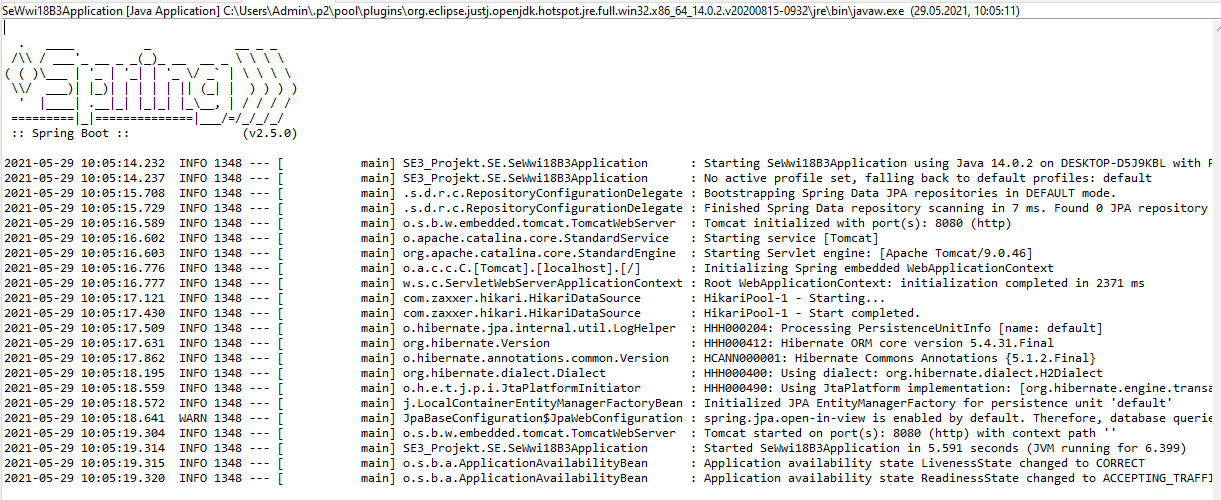 SeWwi18B3Application [Java Application] C:\Users\Admin\.p2\pool\plugins\org.eclipse.justj.openjdk.hotspot.jre.full.win32.x86_64_14.0.2.v20200815-0932\jre\bin\javaw.exe (29.05.2021, 10:05:11)
  .   ____          _            __ _ _
 /\\ / ___'_ __ _ _(_)_ __  __ _ \ \ \ \
( ( )\___ | '_ | '_| | '_ \/ _` | \ \ \ \
 \\/  ___)| |_)| | | | | || (_| |  ) ) ) )
  '  |____| .__|_| |_|_| |_\__, | / / / /
 =========|_|==============|___/=/_/_/_/
 :: Spring Boot ::                (v2.5.0)
2021-05-29 10:05:14.232  INFO 1348 --- [           main] SE3_Projekt.SE.SeWwi18B3Application      : Starting SeWwi18B3Application using Java 14.0.2 on DESKTOP-D5J9KBL with
2021-05-29 10:05:14.237  INFO 1348 --- [           main] SE3_Projekt.SE.SeWwi18B3Application      : No active profile set, falling back to default profiles: default
2021-05-29 10:05:15.708  INFO 1348 --- [           main] .s.d.r.c.RepositoryConfigurationDelegate : Bootstrapping Spring Data JPA repositories in DEFAULT mode.
2021-05-29 10:05:15.729  INFO 1348 --- [           main] .s.d.r.c.RepositoryConfigurationDelegate : Finished Spring Data repository scanning in 7 ms. Found 0 JPA repository
2021-05-29 10:05:16.589  INFO 1348 --- [           main] o.s.b.w.embedded.tomcat.TomcatWebServer  : Tomcat initialized with port(s): 8080 (http)
2021-05-29 10:05:16.602  INFO 1348 --- [           main] o.apache.catalina.core.StandardService   : Starting service [Tomcat]
2021-05-29 10:05:16.603  INFO 1348 --- [           main] org.apache.catalina.core.StandardEngine  : Starting Servlet engine: [Apache Tomcat/9.0.46]
2021-05-29 10:05:16.776  INFO 1348 --- [           main] o.a.c.c.C.[Tomcat].[localhost].[/]       : Initializing Spring embedded WebApplicationContext
2021-05-29 10:05:16.777  INFO 1348 --- [           main] w.s.c.ServletWebServerApplicationContext : Root WebApplicationContext: initialization completed in 2371 ms
2021-05-29 10:05:17.121  INFO 1348 --- [           main] com.zaxxer.hikari.HikariDataSource       : HikariPool-1 - Starting...
2021-05-29 10:05:17.430  INFO 1348 --- [           main] com.zaxxer.hikari.HikariDataSource       : HikariPool-1 - Start completed.
2021-05-29 10:05:17.509  INFO 1348 --- [           main] o.hibernate.jpa.internal.util.LogHelper  : HHH000204: Processing PersistenceUnitInfo [name: default]
2021-05-29 10:05:17.631  INFO 1348 --- [           main] org.hibernate.Version                    : HHH000412: Hibernate ORM core version 5.4.31.Final
2021-05-29 10:05:17.862  INFO 1348 --- [           main] o.hibernate.annotations.common.Version   : HCANN000001: Hibernate Commons Annotations {5.1.2.Final}
2021-05-29 10:05:18.195  INFO 1348 --- [           main] org.hibernate.dialect.Dialect            : HHH000400: Using dialect: org.hibernate.dialect.H2Dialect
2021-05-29 10:05:18.559  INFO 1348 --- [           main] o.h.e.t.j.p.i.JtaPlatformInitiator       : HHH000490: Using JtaPlatform implementation: [org.hibernate.engine.transa
2021-05-29 10:05:18.572  INFO 1348 --- [           main] j.LocalContainerEntityManagerFactoryBean : Initialized JPA EntityManagerFactory for persistence unit 'default'
2021-05-29 10:05:18.641  WARN 1348 --- [           main] JpaBaseConfiguration$JpaWebConfiguration : spring.jpa.open-in-view is enabled by default. Therefore, database querie
2021-05-29 10:05:19.304  INFO 1348 --- [           main] o.s.b.w.embedded.tomcat.TomcatWebServer  : Tomcat started on port(s): 8080 (http) with context path ''
2021-05-29 10:05:19.314  INFO 1348 --- [           main] SE3_Projekt.SE.SeWwi18B3Application      : Started SeWwi18B3Application in 5.591 seconds (JVM running for 6.399)
2021-05-29 10:05:19.315  INFO 1348 --- [           main] o.s.b.a.ApplicationAvailabilityBean      : Application availability state LivenessState changed to CORRECT
2021-05-29 10:05:19.320  INFO 1348 --- [           main] o.s.b.a.ApplicationAvailabilityBean      : Application availability state ReadinessState changed to ACCEPTING_TRAFFI